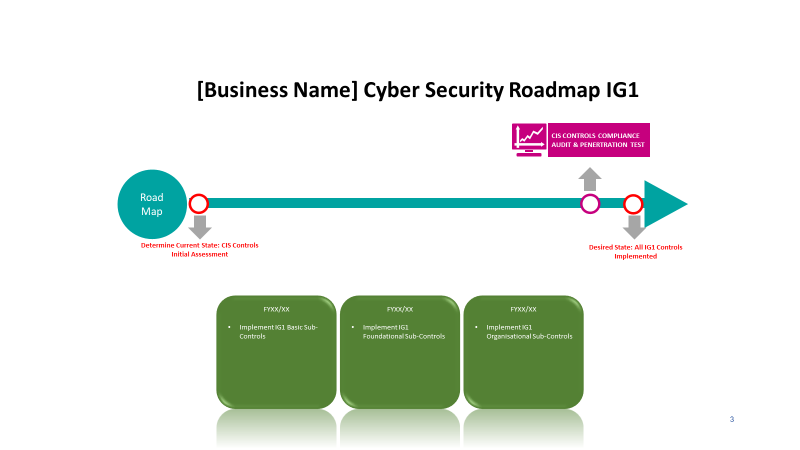 [Business Name] Cyber Security Roadmap IG1
CIS CONTROLS COMPLIANCE
AUDIT & PENERTRATION TEST
Road
Map
Determine Current State: CIS Controls
Initial Assessment
Desired State: All IG1 Controls
Implemented
FYXX/XX
• Implement IG1 Basic Sub-
Controls
FYXX/XX
• Implement IG1
Foundational Sub-Controls
FYXX/XX
• Implement IG1
Organisational Sub-Controls
3